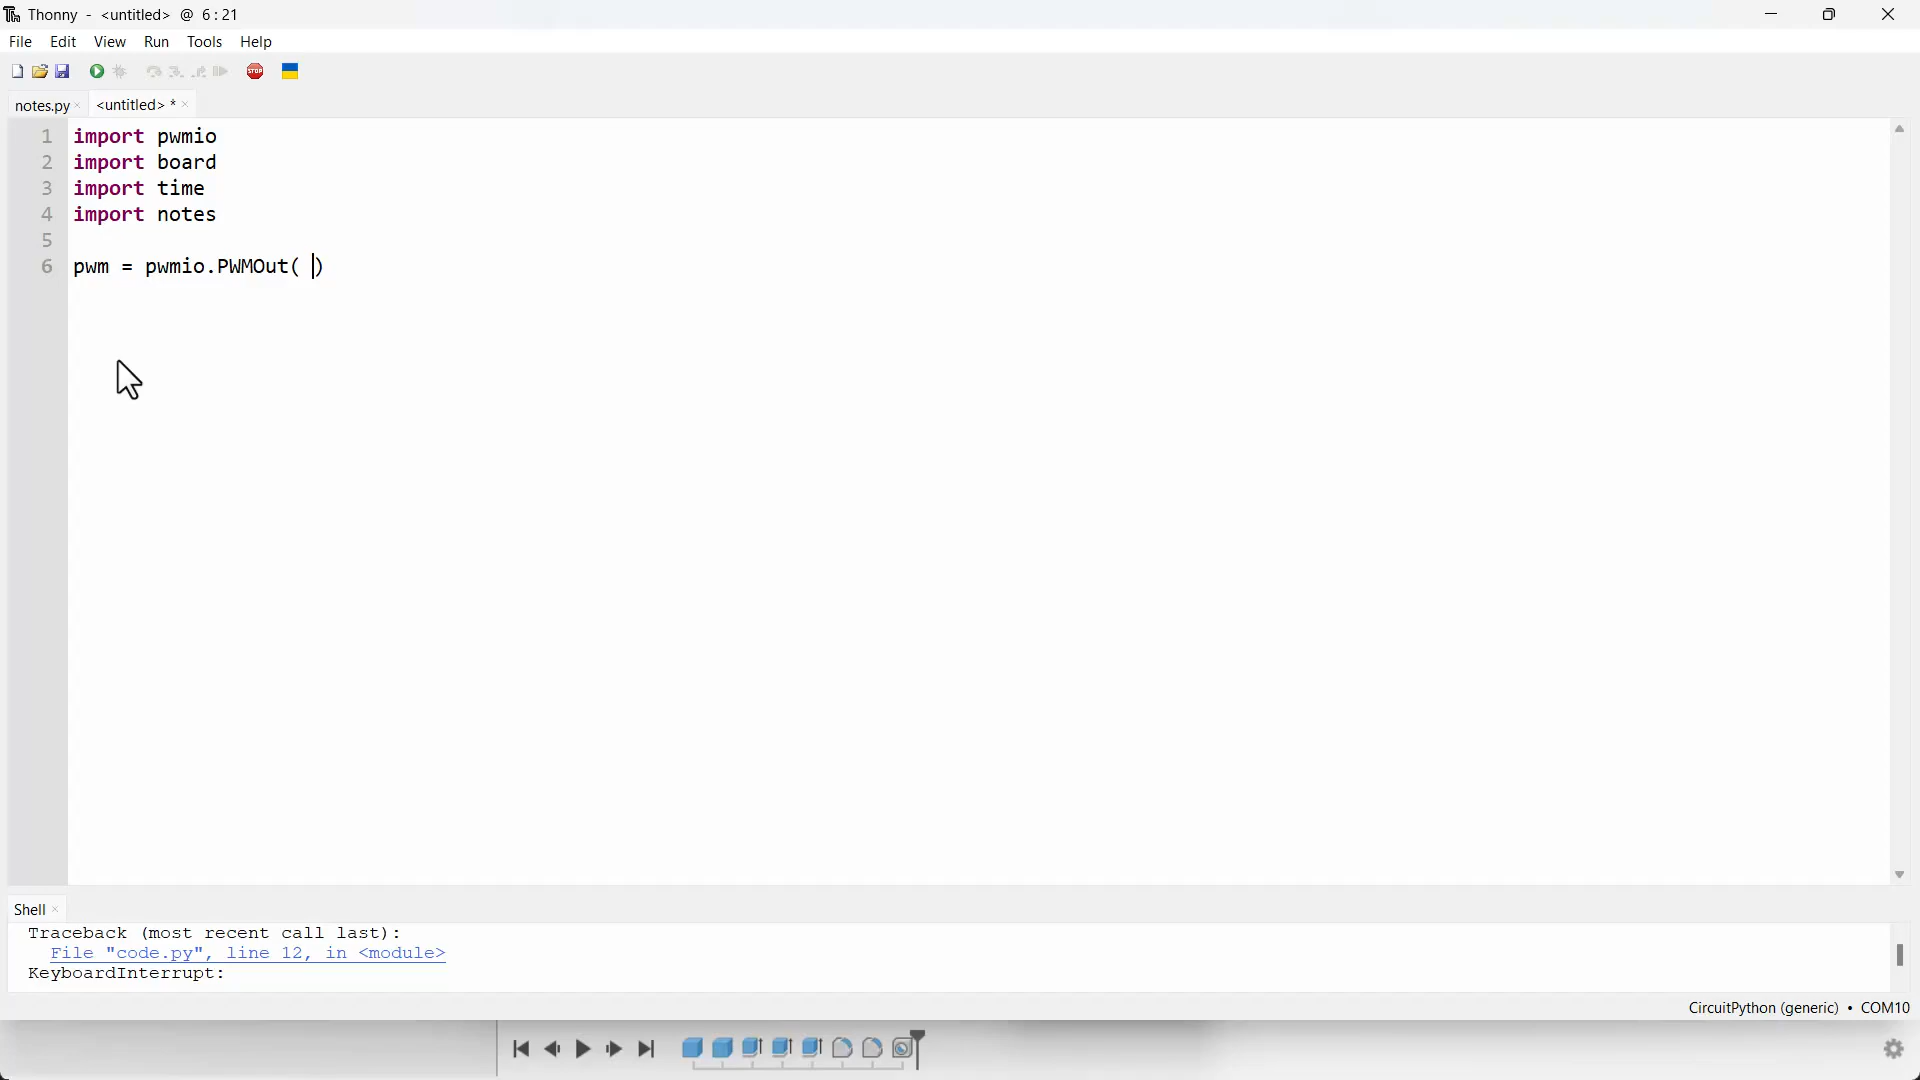 Thonny - <untitled> @ 6:21
File Edit View Run Tools Help
STOP
notes.py <untitled> *
1 import pwmio
2 import board
3 import time
4 import notes
5
6 pwm = pwmio.PWMOut( )
Shell
Traceback (most recent call last):
File "code.py", line 12, in <module>
KeyboardInterrupt:
CircuitPython (generic) • COM10